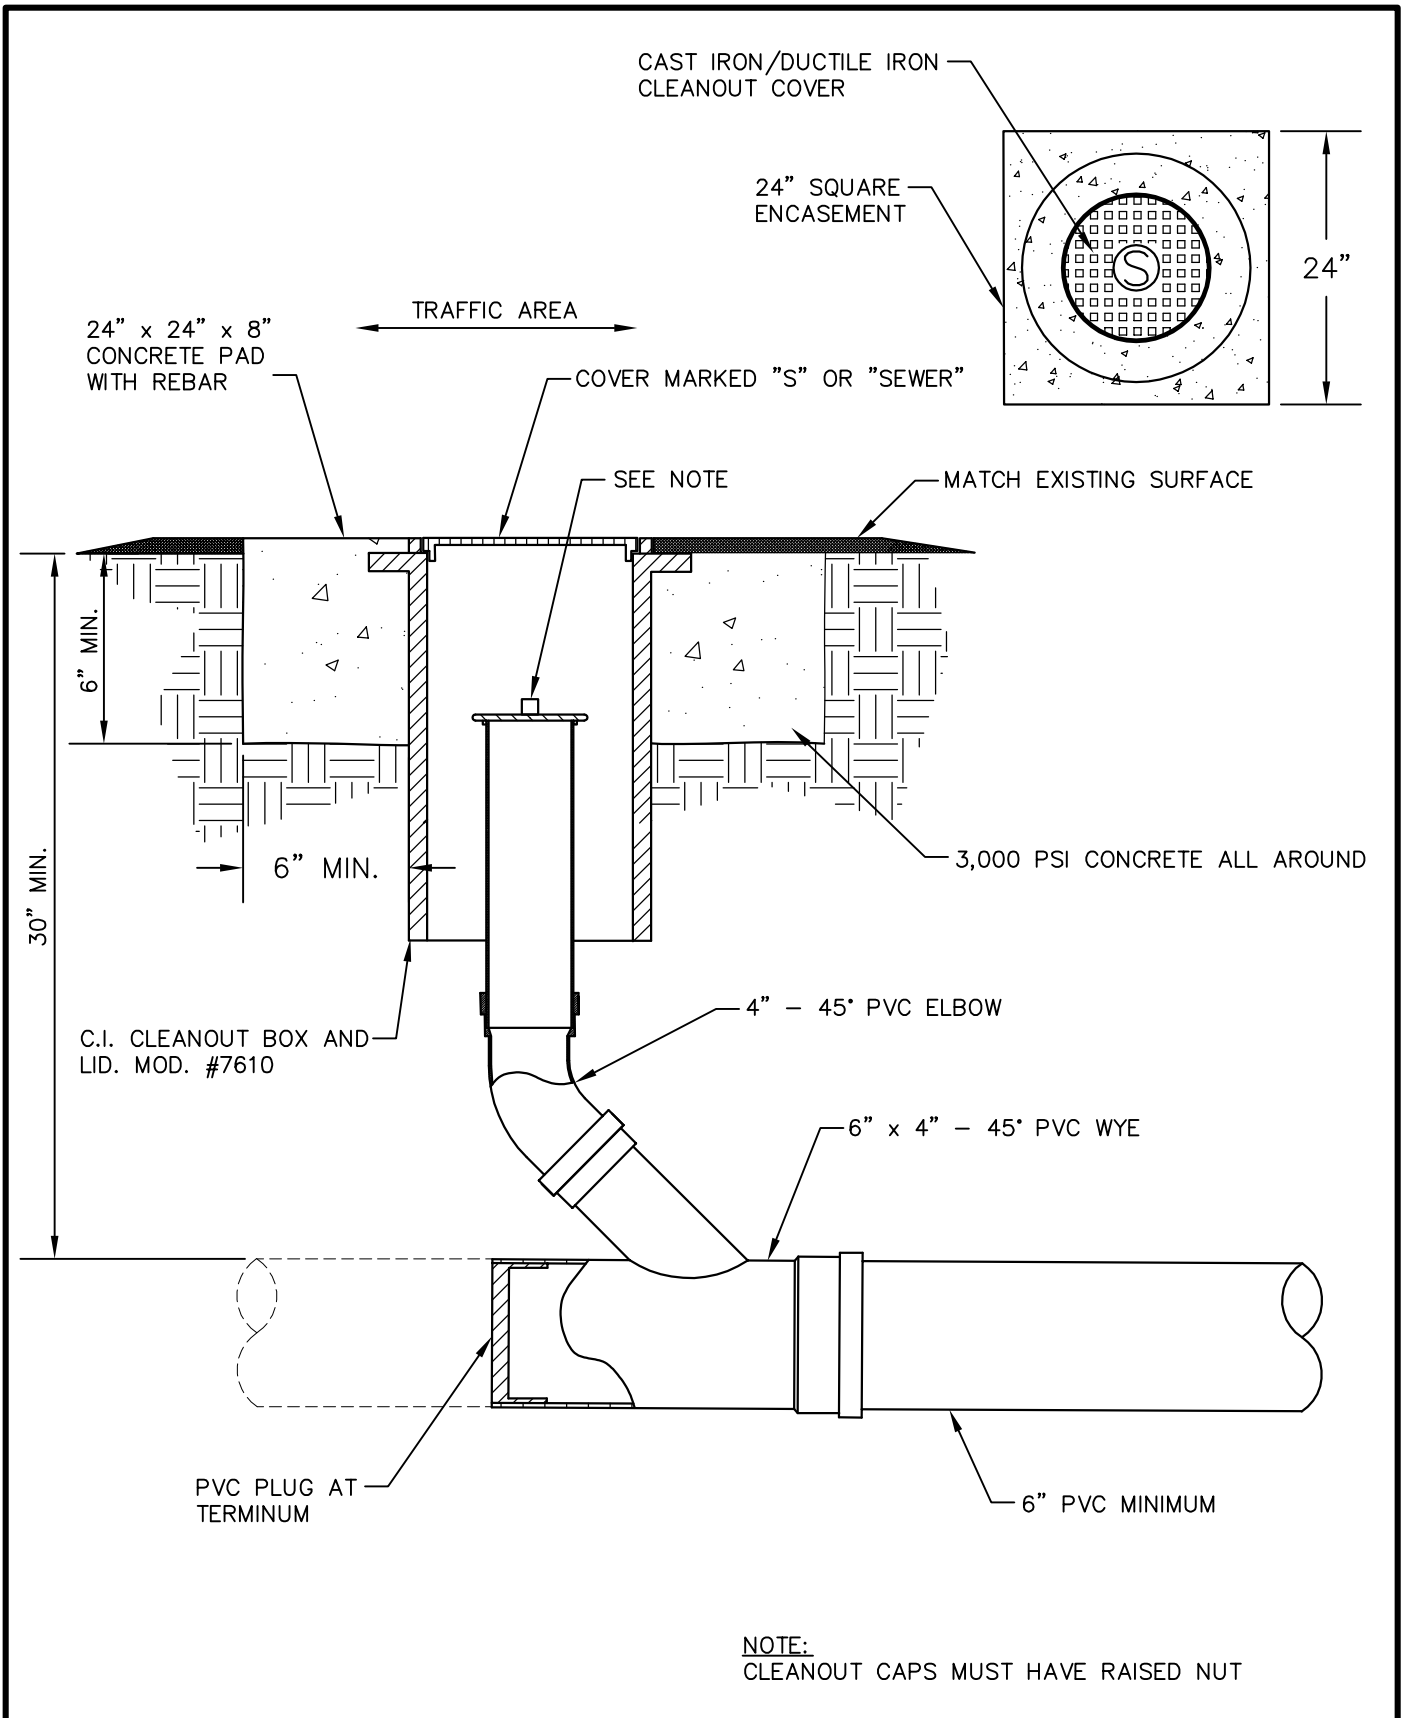 CAST IRON/DUCTILE IRON
CLEANOUT COVER
24" SQUARE
ENCASEMENT
S
24"
TRAFFIC AREA
24" x 24" x 8"
CONCRETE PAD
WITH REBAR
COVER MARKED "S" OR "SEWER"
SEE NOTE
MATCH EXISTING SURFACE
6" MIN.
30" MIN.
6" MIN.
3,000 PSI CONCRETE ALL AROUND
C.I. CLEANOUT BOX AND
LID. MOD. #7610
4" – 45° PVC ELBOW
6" x 4" – 45° PVC WYE
PVC PLUG AT
TERMINUM
6" PVC MINIMUM
NOTE:
CLEANOUT CAPS MUST HAVE RAISED NUT